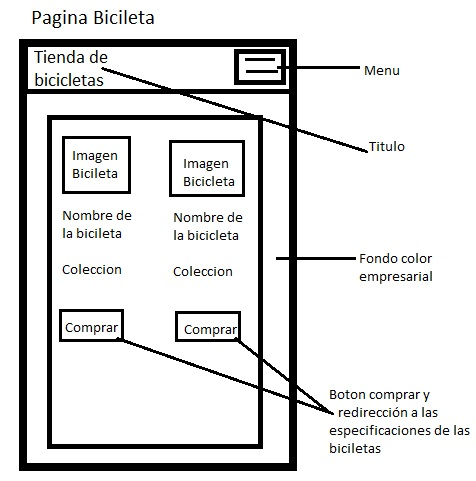 Pagina Bicileta
Tienda de
bicicletas
Menu
Titulo
Imagen
Bicileta
Imagen
Bicicleta
Nombre de
la bicileta
Nombre de
la bicicleta
Coleccion
Coleccion
Fondo color
empresarial
Comprar
Comprar
Boton comprar y
redirección a las
especificaciones de las
biciletas